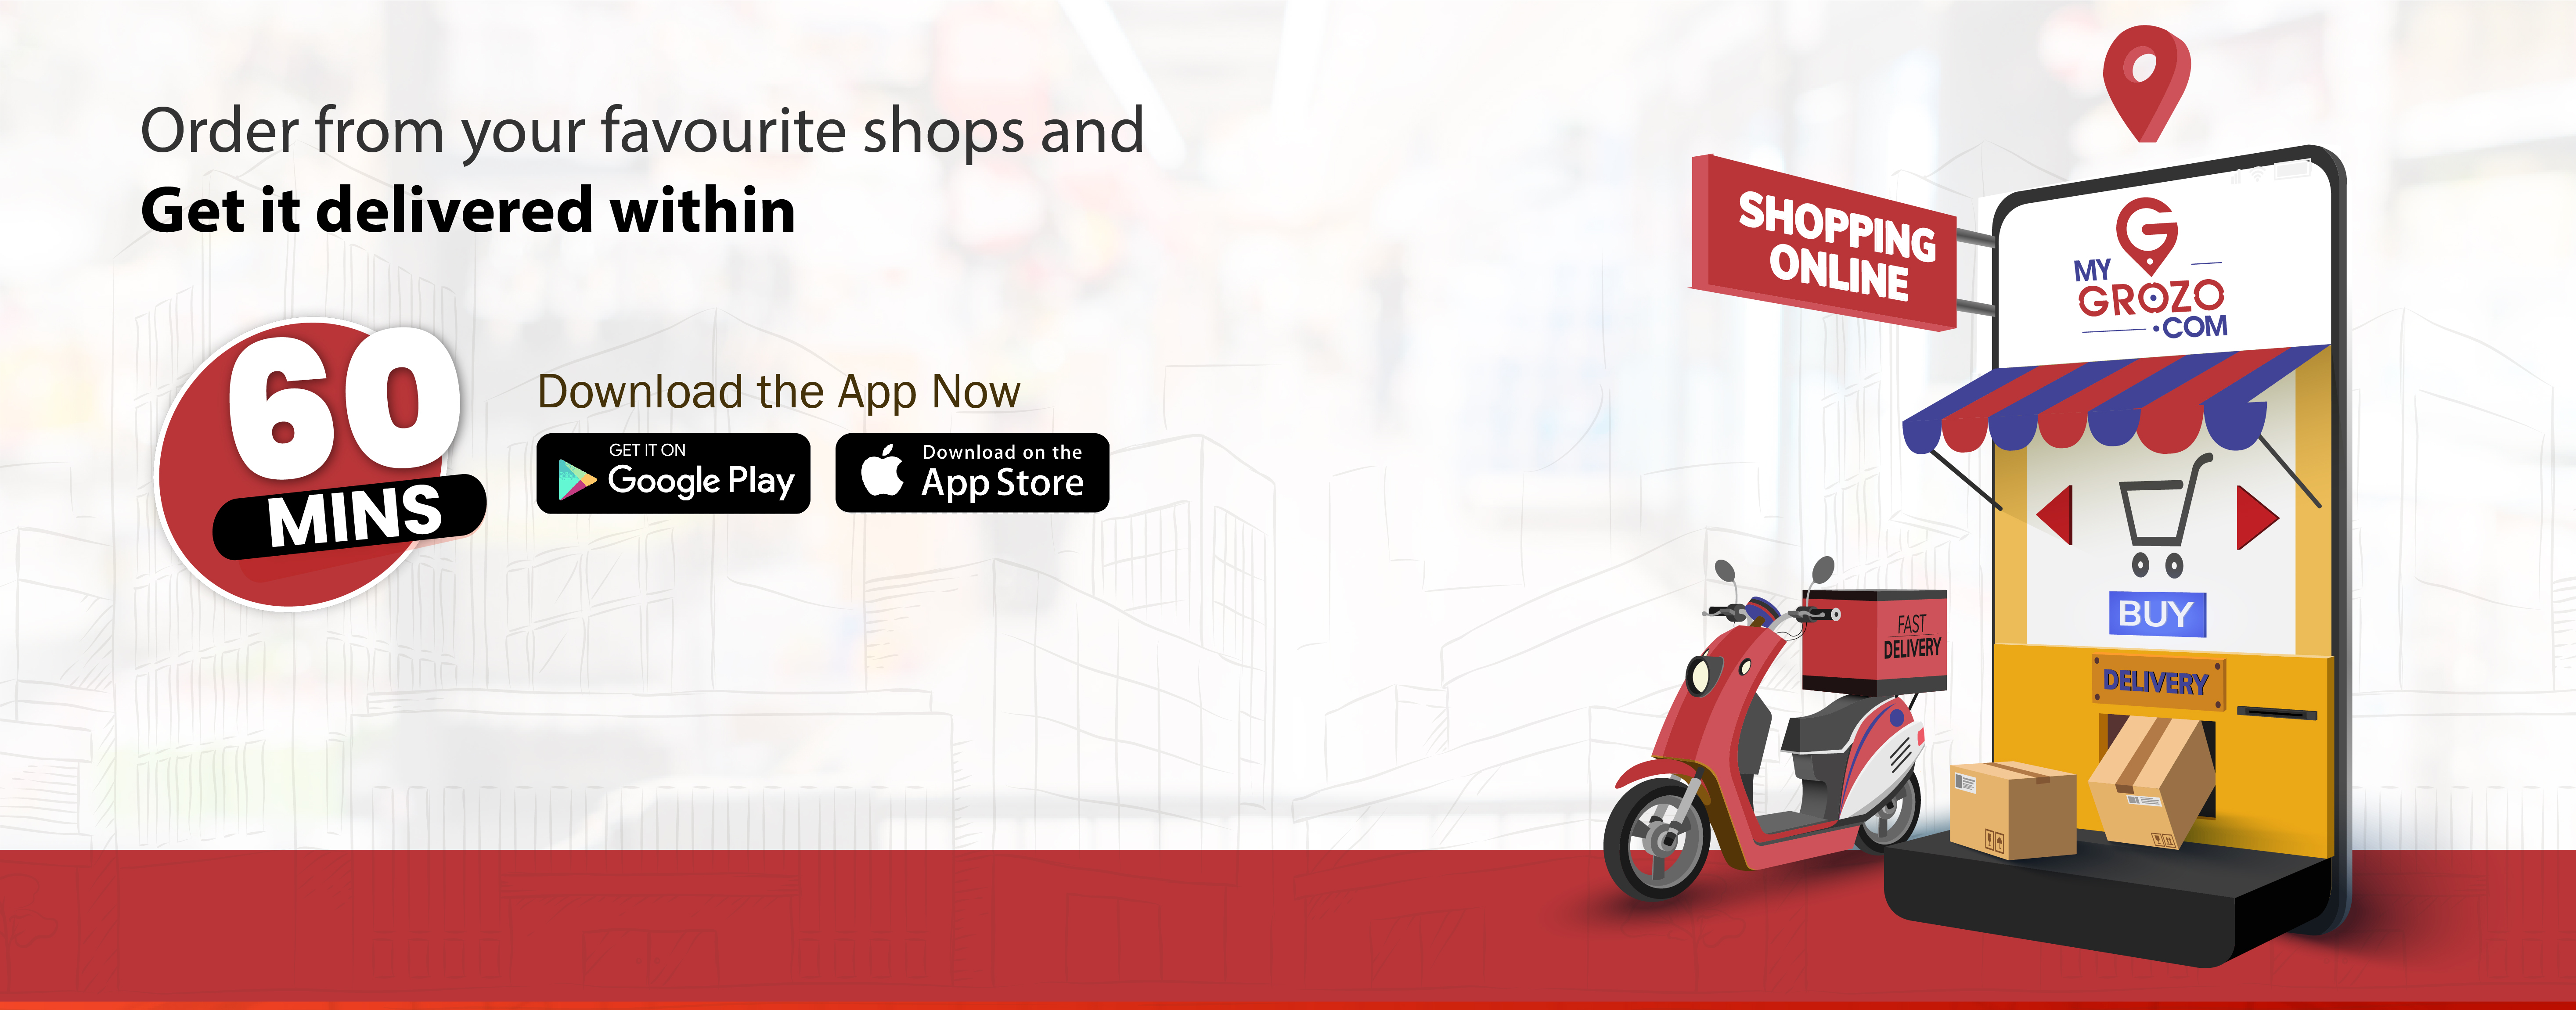 Order from your favourite shops and
Get it delivered within
60
MINS
Download the App Now
GET IT ON
Google Play
Download on the
App Store
SHOPPING
ONLINE
MY
GROZO
.COM
BUY
DELIVERY
FAST
DELIVERY